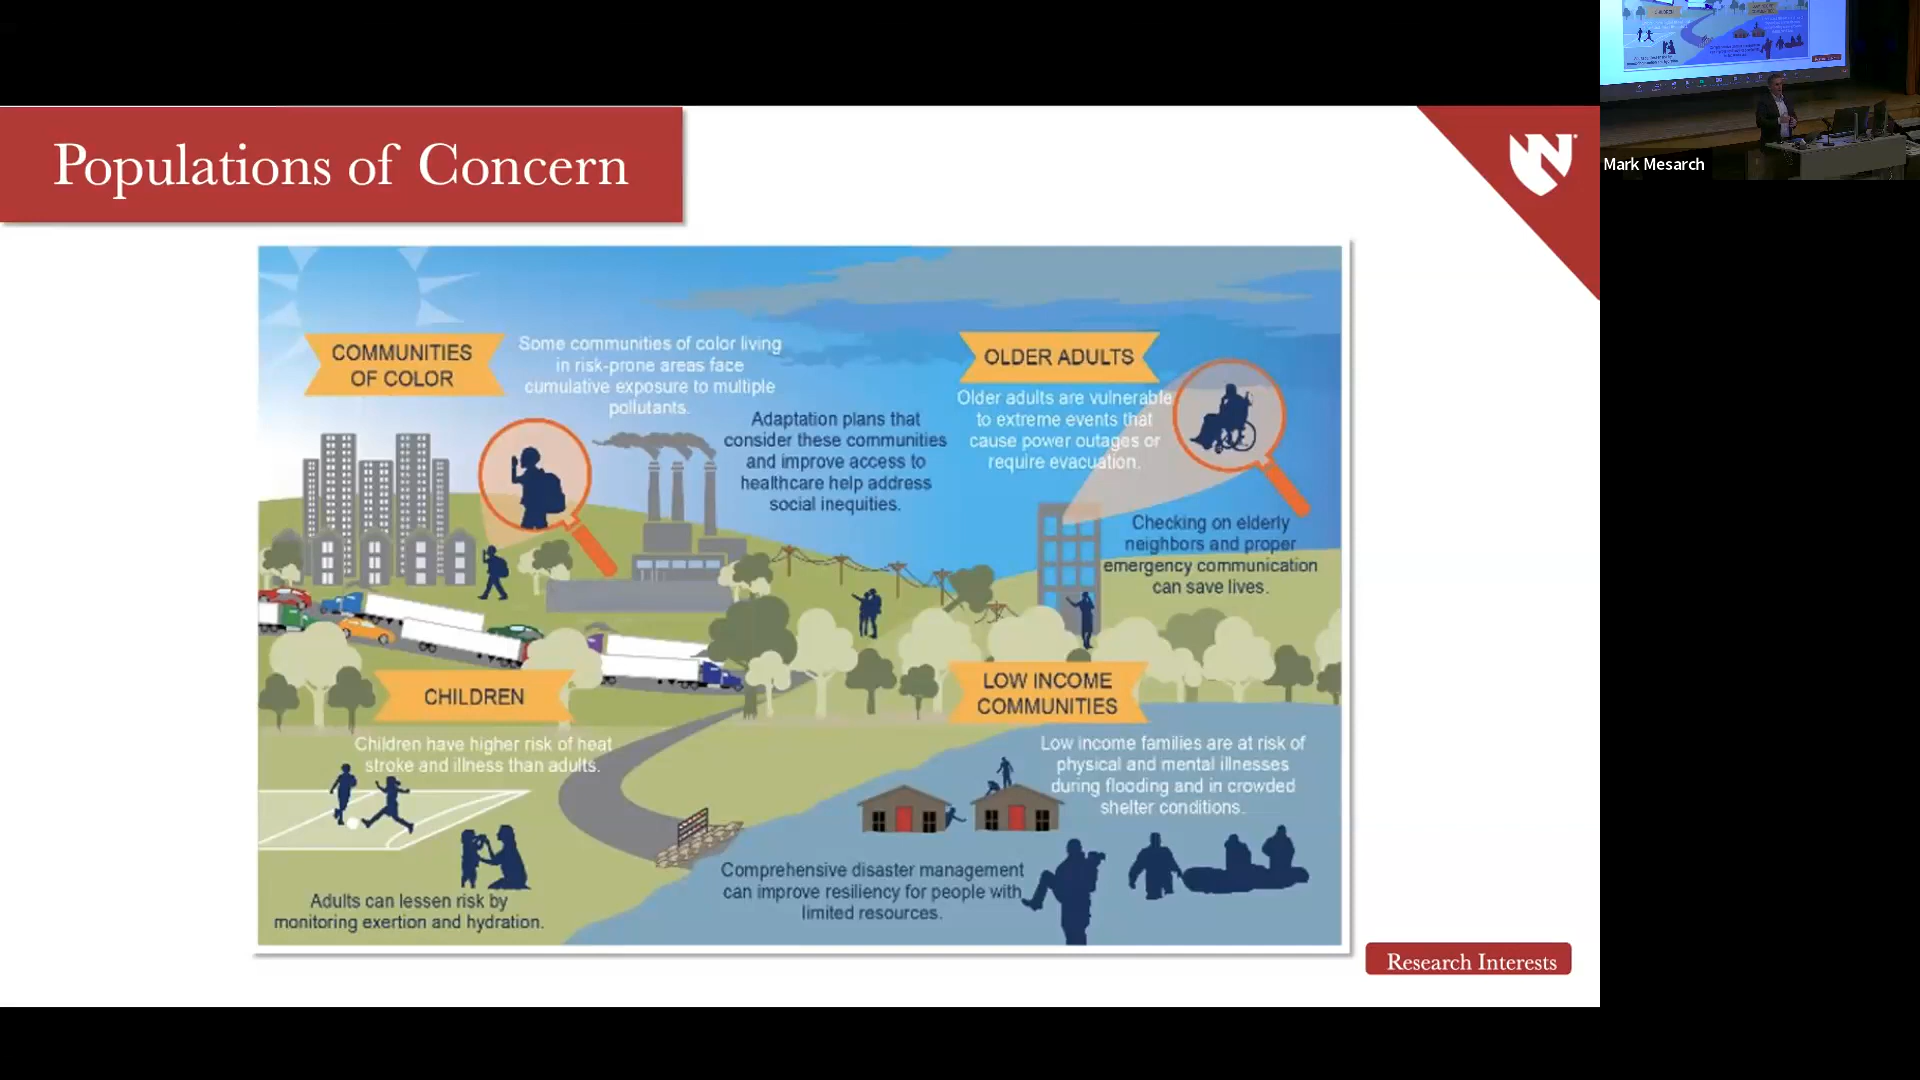 Populations of Concern
Mark Mesarch
COMMUNITIES
OF COLOR
Some communities of color living
in risk-prone areas face
cumulative exposure to multiple
pollutants.
Adaptation plans that
consider these communities
and improve access to
healthcare help address
social inequities.
OLDER ADULTS
Older adults are vulnerable
to extreme events that
cause power outages or
require evacuation.
Checking on elderly
neighbors and proper
emergency communication
can save lives.
CHILDREN
Children have higher risk of heat
stroke and illness than adults.
Adults can lessen risk by
monitoring exertion and hydration.
LOW INCOME
COMMUNITIES
Low income families are at risk of
physical and mental illnesses
during flooding and in crowded
shelter conditions.
Comprehensive disaster management
can improve resiliency for people with
limited resources.
Research Interests